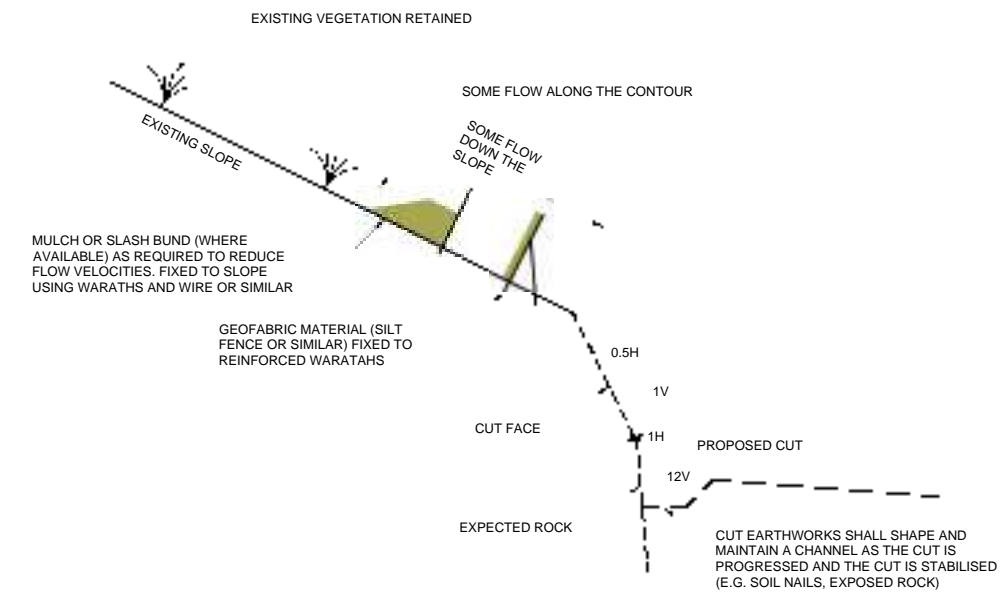 EXISTING VEGETATION RETAINED
SOME FLOW ALONG THE CONTOUR
SOME FLOW
DOWN THE
SLOPE
EXISTING SLOPE
MULCH OR SLASH BUND (WHERE
AVAILABLE) AS REQUIRED TO REDUCE
FLOW VELOCITIES. FIXED TO SLOPE
USING WARATHS AND WIRE OR SIMILAR
GEOFABRIC MATERIAL (SILT
FENCE OR SIMILAR) FIXED TO
REINFORCED WARATAHS
0.5H
1V
CUT FACE
1H
PROPOSED CUT
12V
EXPECTED ROCK
CUT EARTHWORKS SHALL SHAPE AND
MAINTAIN A CHANNEL AS THE CUT IS
PROGRESSED AND THE CUT IS STABILISED
(E.G. SOIL NAILS, EXPOSED ROCK)